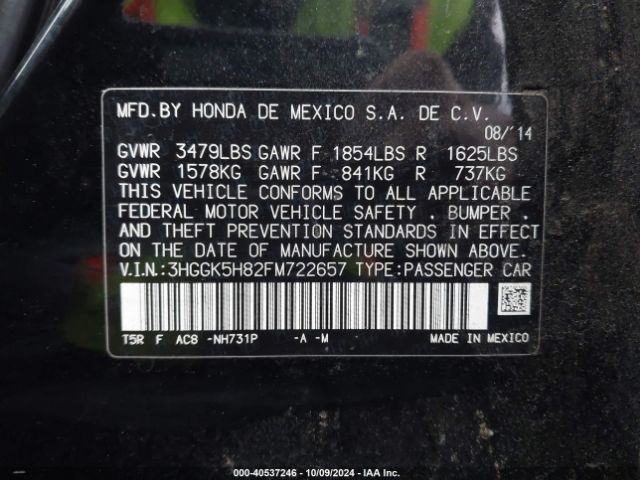 MFD.BY HONDA DE MEXICO S.A. DE C.V.
08/'14
GVWR 3479LBS GAWR F 1854LBS R 1625LBS
GVWR 1578KG GAWR F 841KG R 737KG
THIS VEHICLE CONFORMS TO ALL APPLICABLE
FEDERAL MOTOR VEHICLE SAFETY , BUMPER ,
AND THEFT PREVENTION STANDARDS IN EFFECT
ON THE DATE OF MANUFACTURE SHOWN ABOVE.
V.I.N.:3HGGK5H82FM722657 TYPE:PASSENGER CAR
T5R F AC8 -NH731P -A -M MADE IN MEXICO
000-40537246 - 10/09/2024 - IAA Inc.